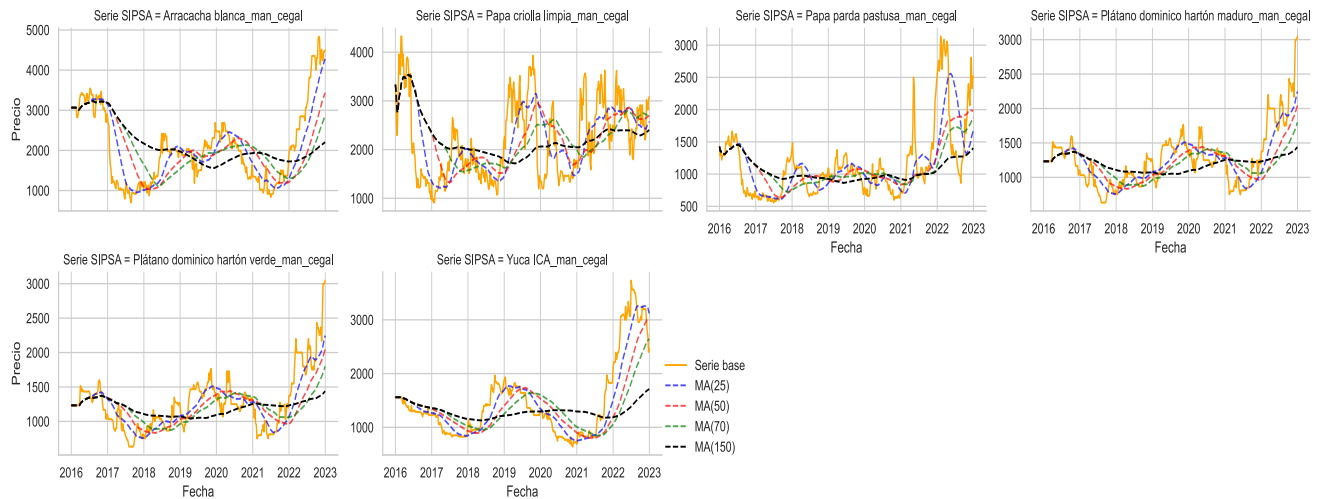 Serie SIPSA = Arracacha blanca_man_cegal
5000
4000
3000
2000
1000
Precio
Serie SIPSA = Papa criolla limpia_man_cegal
4000
3000
2000
1000
Serie SIPSA = Papa parda pastusa_man_cegal
3000
2500
2000
1500
1000
500
2016 2017 2018 2019 2020 2021 2022 2023
Fecha
Serie SIPSA = Plátano dominico hartón maduro_man_cegal
3000
2500
2000
1500
1000
2016 2017 2018 2019 2020 2021 2022 2023
Fecha
Serie SIPSA = Plátano dominico hartón verde_man_cegal
3000
2500
2000
1500
1000
Precio
2016 2017 2018 2019 2020 2021 2022 2023
Fecha
Serie SIPSA = Yuca ICA_man_cegal
3000
2000
1000
2016 2017 2018 2019 2020 2021 2022 2023
Fecha
Serie base
MA(25)
MA(50)
MA(70)
MA(150)